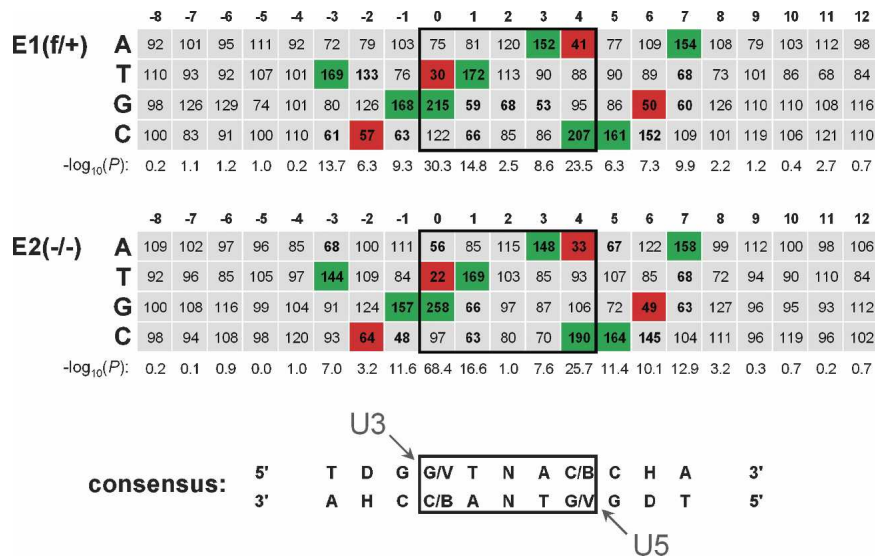 -8 -7 -6 -5 -4 -3 -2 -1 0 1 2 3 4 5 6 7 8 9 10 11 12
E1(f/+) A 92 101 95 111 92 72 79 103 75 81 120 152 41 77 109 154 108 79 103 112 98
T 110 93 92 107 101 169 133 76 30 172 113 90 88 90 89 68 73 101 86 68 84
G 98 126 129 74 101 80 126 168 215 59 68 53 95 86 50 60 126 110 110 108 116
C 100 83 91 100 110 61 57 63 122 66 85 86 207 161 152 109 101 119 106 121 110
-log10(P): 0.2 1.1 1.2 1.0 0.2 13.7 6.3 9.3 30.3 14.8 2.5 8.6 23.5 6.3 7.3 9.9 2.2 1.2 0.4 2.7 0.7
-8 -7 -6 -5 -4 -3 -2 -1 0 1 2 3 4 5 6 7 8 9 10 11 12
E2(-/-) A 109 102 97 96 85 68 100 111 56 85 115 148 33 67 122 158 99 112 100 98 106
T 92 96 85 105 97 144 109 84 22 169 103 85 93 107 85 68 72 94 90 110 84
G 100 108 116 99 104 91 124 157 258 66 97 87 106 72 49 63 127 96 95 93 112
C 98 94 108 98 120 93 64 48 97 63 80 70 190 164 145 104 111 96 119 96 102
-log10(P): 0.2 0.1 0.9 0.0 1.0 7.0 3.2 11.6 68.4 16.6 1.0 7.6 25.7 11.4 10.1 12.9 3.2 0.3 0.7 0.2 0.7
U3
consensus: 5' T D G G/V T N A C/B C H A 3'
3' A H C C/B A N T G/V G D T 5'
U5